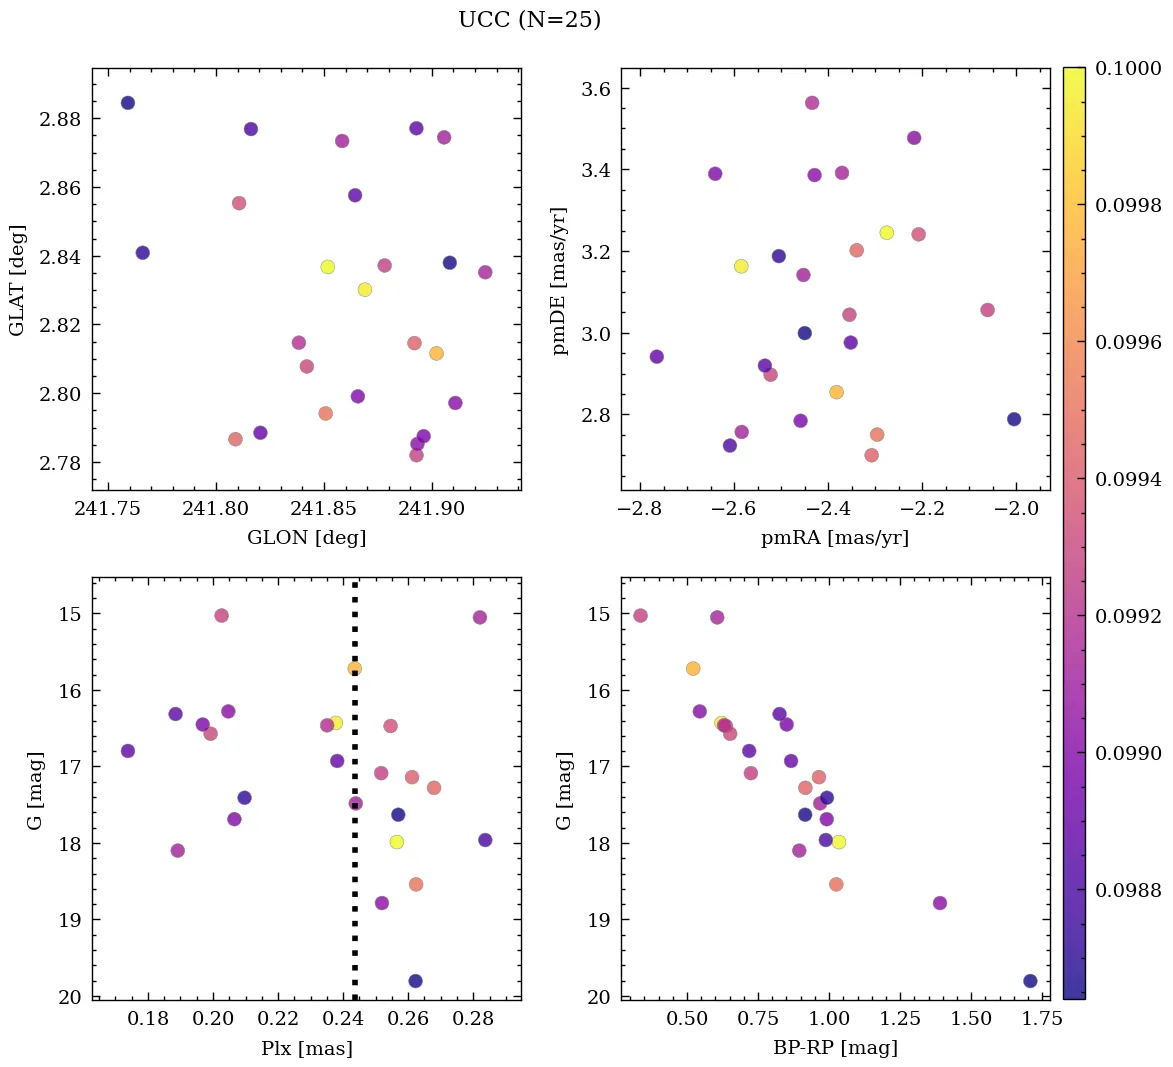 UCC (N=25)
2.88
2.86
2.84
2.82
2.80
2.78
GLAT [deg]
241.75 241.80 241.85 241.90
GLON [deg]
3.6
3.4
3.2
3.0
2.8
pmDE [mas/yr]
−2.8 −2.6 −2.4 −2.2 −2.0
pmRA [mas/yr]
15
16
17
18
19
20
G [mag]
0.18 0.20 0.22 0.24 0.26 0.28
Plx [mas]
15
16
17
18
19
20
G [mag]
0.50 0.75 1.00 1.25 1.50 1.75
BP-RP [mag]
0.1000
0.0998
0.0996
0.0994
0.0992
0.0990
0.0988